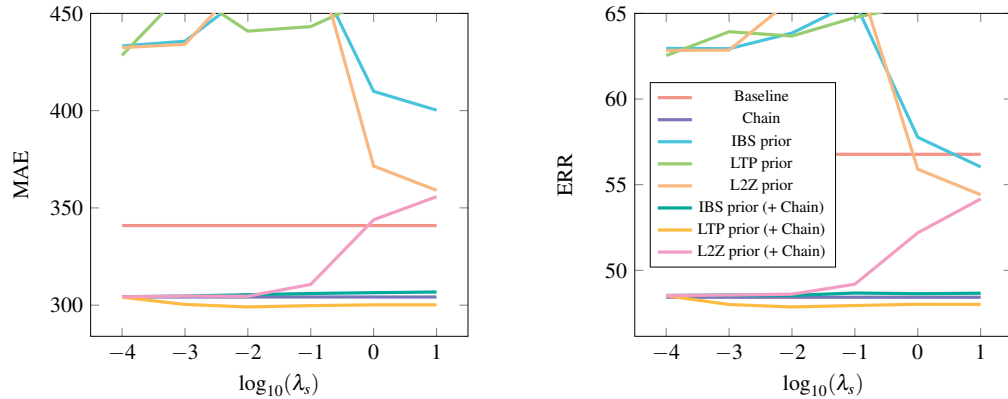 450
400
350
300
MAE
−4 −3 −2 −1 0 1
log10(λs)
65
60
55
50
ERR
Baseline
Chain
IBS prior
LTP prior
L2Z prior
IBS prior (+ Chain)
LTP prior (+ Chain)
L2Z prior (+ Chain)
−4 −3 −2 −1 0 1
log10(λs)